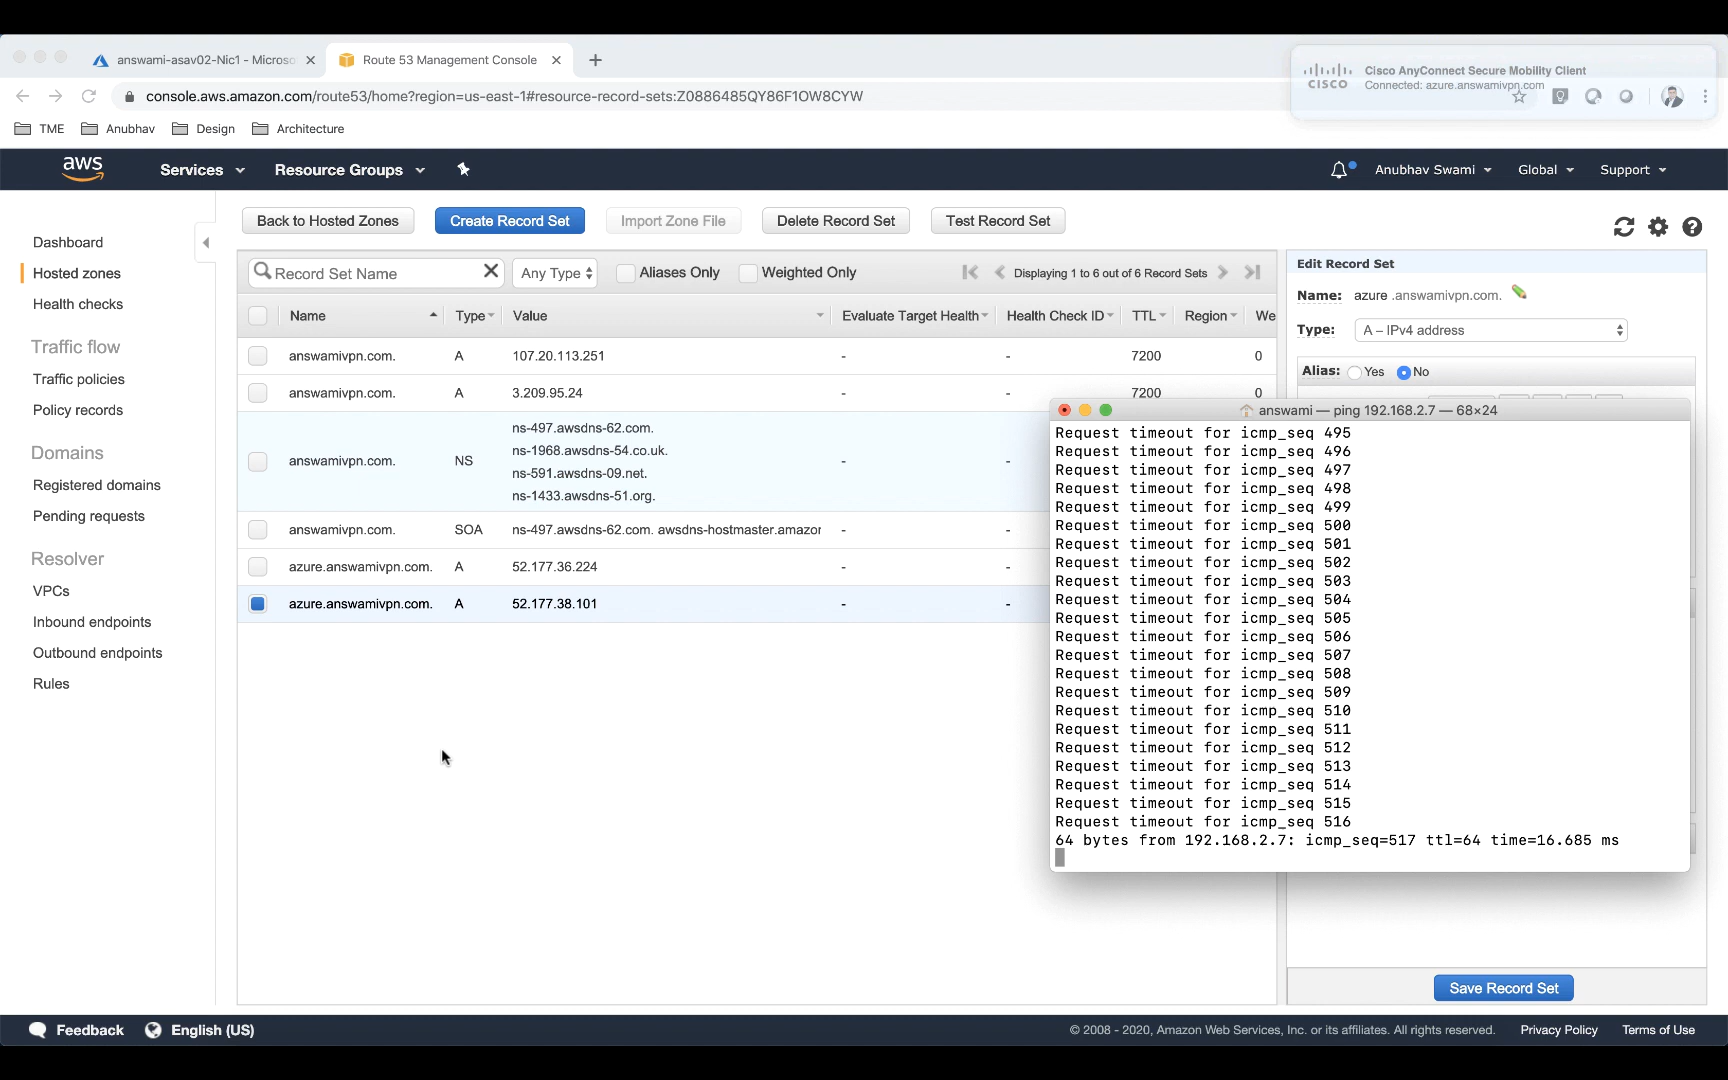 answami-asav02-Nic1 - Microso
Route 53 Management Console
Cisco AnyConnect Secure Mobility Client
Connected: azure.answamivpn.com
CISCO
console.aws.amazon.com/route53/home?region=us-east-1#resource-record-sets:Z0886485QY86F1OW8CYW
TME
Anubhav
Design
Architecture
aws
Services
Resource Groups
Anubhav Swami
Global
Support
Dashboard
Hosted zones
Health checks
Traffic flow
Traffic policies
Policy records
Domains
Registered domains
Pending requests
Resolver
VPCs
Inbound endpoints
Outbound endpoints
Rules
Back to Hosted Zones
Create Record Set
Import Zone File
Delete Record Set
Test Record Set
Record Set Name
Any Type
Aliases Only
Weighted Only
Displaying 1 to 6 out of 6 Record Sets
Name Type Value Evaluate Target Health Health Check ID TTL Region We
answamivpn.com. A 107.20.113.251 - - 7200 0
answamivpn.com. A 3.209.95.24 - - 7200 0
ns-497.awsdns-62.com.
ns-1968.awsdns-54.co.uk.
answamivpn.com. NS - -
ns-591.awsdns-09.net.
ns-1433.awsdns-51.org.
answamivpn.com. SOA ns-497.awsdns-62.com. awsdns-hostmaster.amazor - -
azure.answamivpn.com. A 52.177.36.224 - -
azure.answamivpn.com. A 52.177.38.101 - -
Edit Record Set
Name: azure .answamivpn.com.
Type: A – IPv4 address
Alias: Yes No
answami — ping 192.168.2.7 — 68×24
Request timeout for icmp_seq 495
Request timeout for icmp_seq 496
Request timeout for icmp_seq 497
Request timeout for icmp_seq 498
Request timeout for icmp_seq 499
Request timeout for icmp_seq 500
Request timeout for icmp_seq 501
Request timeout for icmp_seq 502
Request timeout for icmp_seq 503
Request timeout for icmp_seq 504
Request timeout for icmp_seq 505
Request timeout for icmp_seq 506
Request timeout for icmp_seq 507
Request timeout for icmp_seq 508
Request timeout for icmp_seq 509
Request timeout for icmp_seq 510
Request timeout for icmp_seq 511
Request timeout for icmp_seq 512
Request timeout for icmp_seq 513
Request timeout for icmp_seq 514
Request timeout for icmp_seq 515
Request timeout for icmp_seq 516
64 bytes from 192.168.2.7: icmp_seq=517 ttl=64 time=16.685 ms
Save Record Set
Feedback
English (US)
© 2008 - 2020, Amazon Web Services, Inc. or its affiliates. All rights reserved.
Privacy Policy
Terms of Use